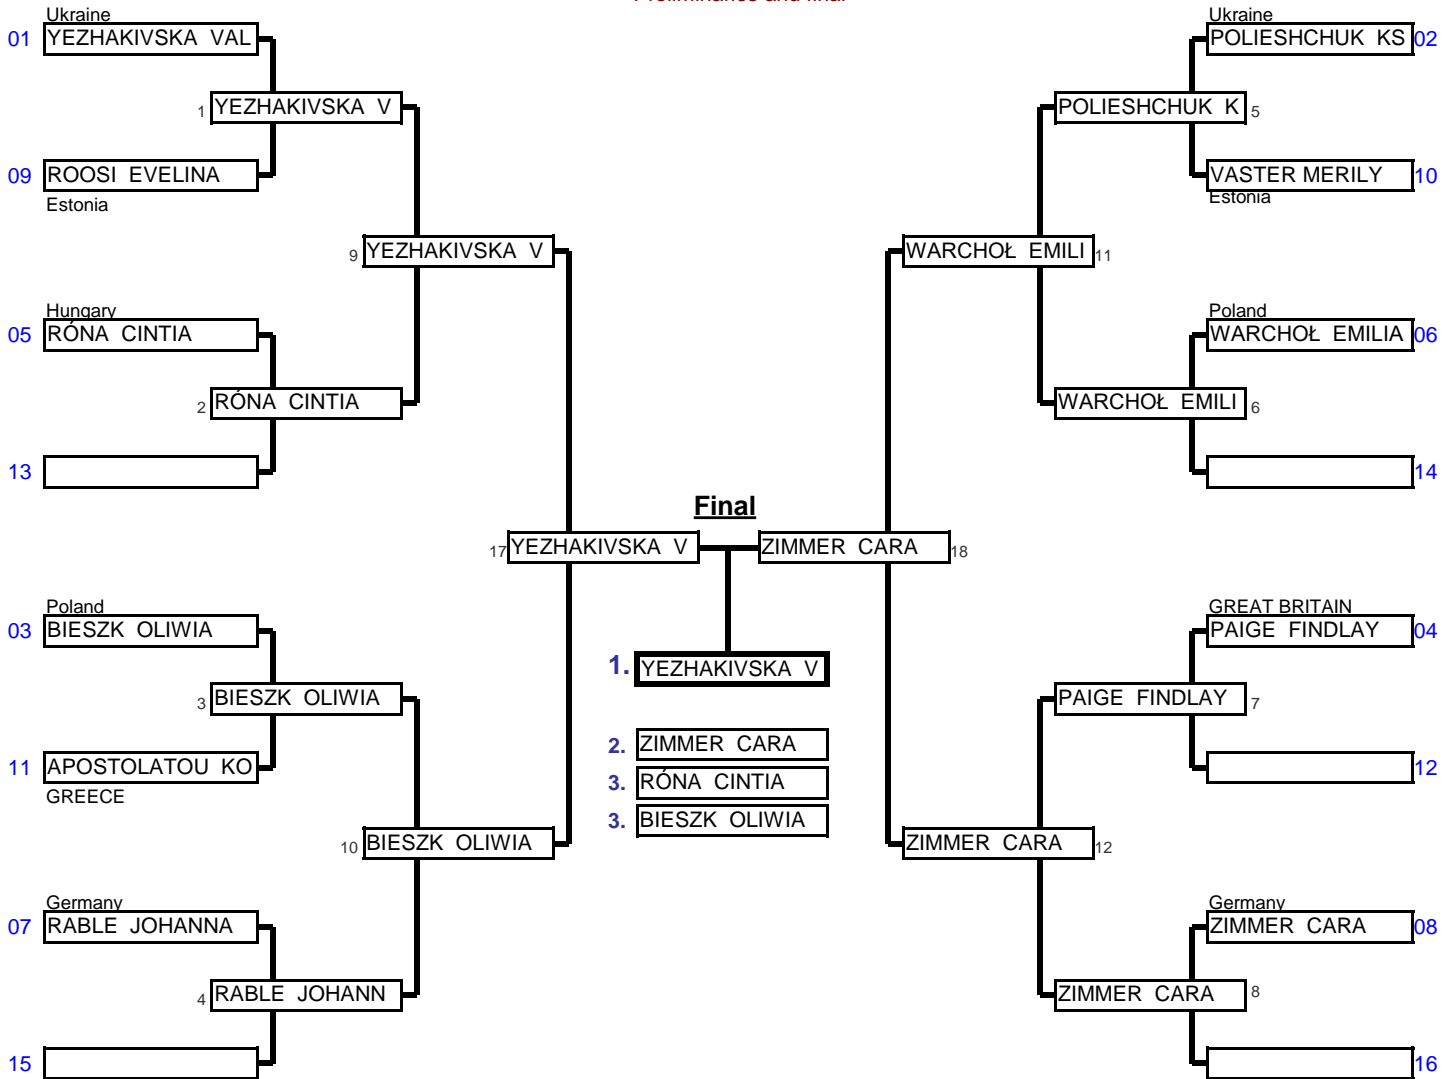 Preliminaries and final
Ukraine
01 YEZHAKIVSKA VAL
1 YEZHAKIVSKA V
09 ROOSI EVELINA
Estonia
9 YEZHAKIVSKA V
Hungary
05 RÓNA CINTIA
2 RÓNA CINTIA
13
17 YEZHAKIVSKA V
Poland
03 BIESZK OLIWIA
3 BIESZK OLIWIA
11 APOSTOLATOU KO
GREECE
10 BIESZK OLIWIA
Germany
07 RABLE JOHANNA
4 RABLE JOHANN
15
Final
1. YEZHAKIVSKA V
2. ZIMMER CARA
3. RÓNA CINTIA
3. BIESZK OLIWIA
Ukraine
POLIESHCHUK KS 02
POLIESHCHUK K 5
VASTER MERILY 10
Estonia
WARCHOŁ EMILI 11
Poland
WARCHOŁ EMILIA 06
WARCHOŁ EMILI 6
14
ZIMMER CARA 18
GREAT BRITAIN
PAIGE FINDLAY 04
PAIGE FINDLAY 7
12
ZIMMER CARA 12
Germany
ZIMMER CARA 08
ZIMMER CARA 8
16